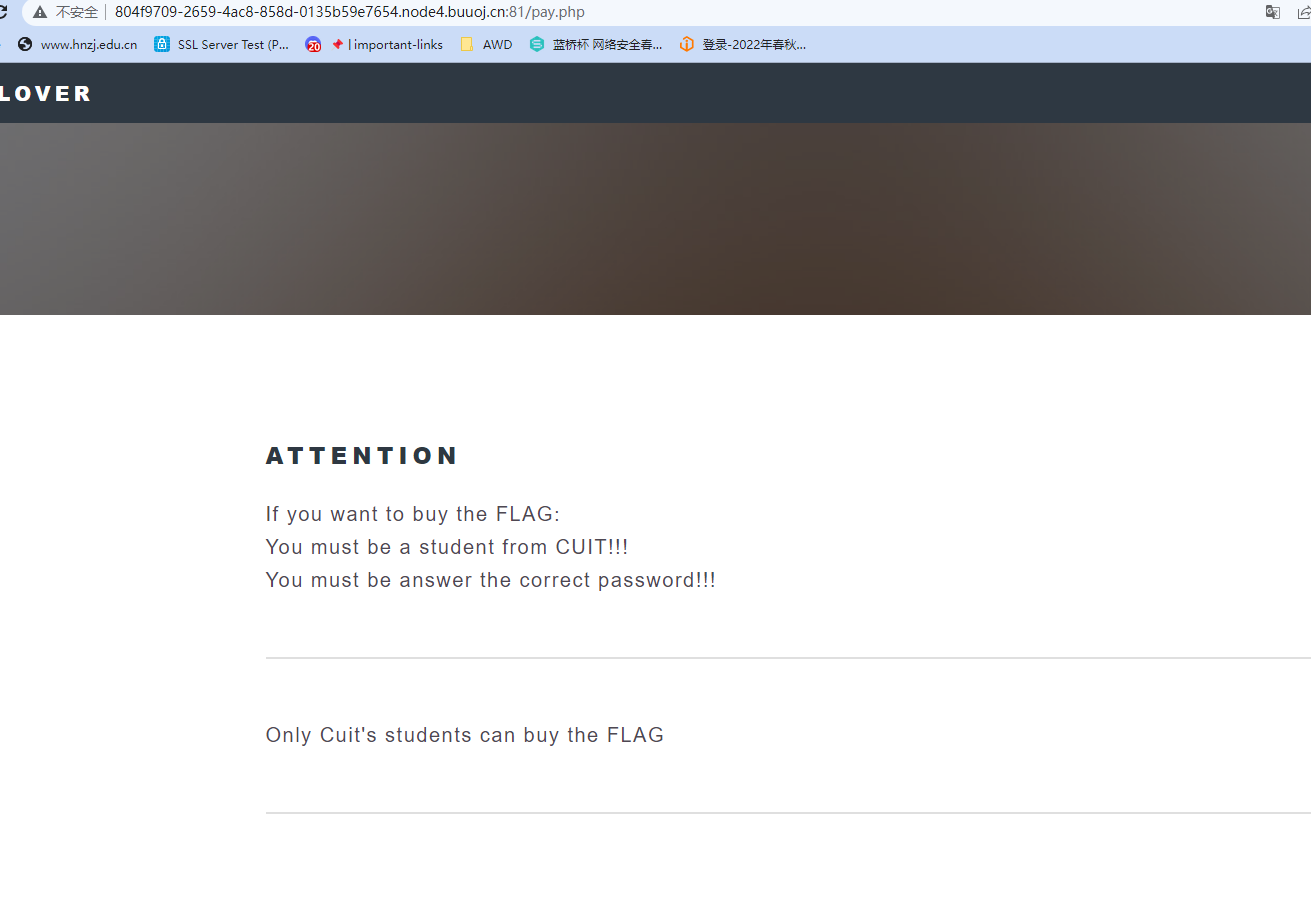 不安全 804f9709-2659-4ac8-858d-0135b59e7654.node4.buuoj.cn:81/pay.php
www.hnzj.edu.cn SSL Server Test (P... 20 | important-links AWD 蓝桥杯 网络安全春... 登录-2022年春秋...
LOVER
ATTENTION
If you want to buy the FLAG:
You must be a student from CUIT!!!
You must be answer the correct password!!!
Only Cuit's students can buy the FLAG